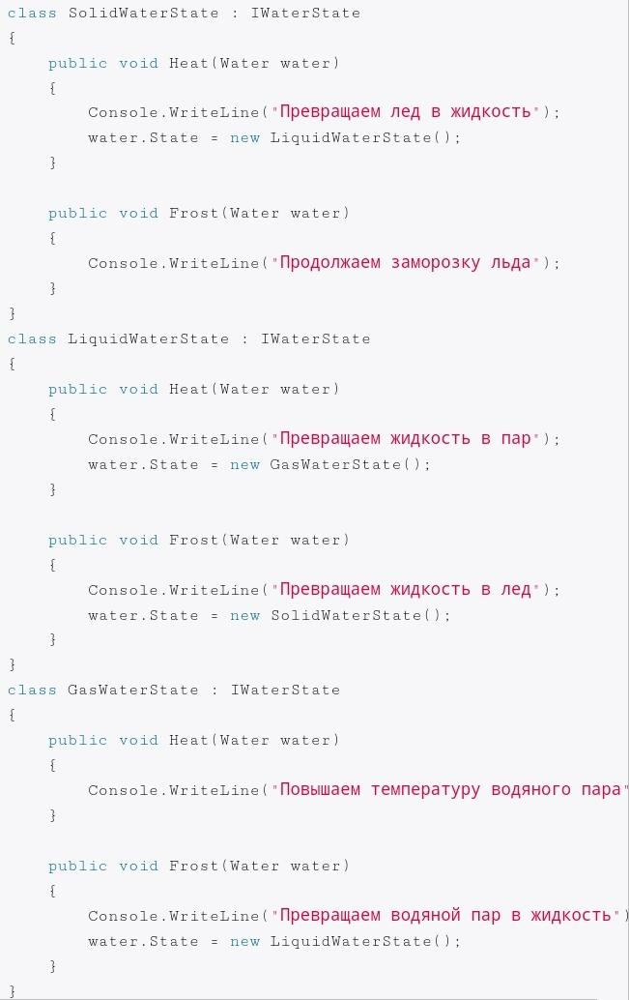 class SolidWaterState : IWaterState
{
    public void Heat(Water water)
    {
        Console.WriteLine("Превращаем лед в жидкость");
        water.State = new LiquidWaterState();
    }

    public void Frost(Water water)
    {
        Console.WriteLine("Продолжаем заморозку льда");
    }
}
class LiquidWaterState : IWaterState
{
    public void Heat(Water water)
    {
        Console.WriteLine("Превращаем жидкость в пар");
        water.State = new GasWaterState();
    }

    public void Frost(Water water)
    {
        Console.WriteLine("Превращаем жидкость в лед");
        water.State = new SolidWaterState();
    }
}
class GasWaterState : IWaterState
{
    public void Heat(Water water)
    {
        Console.WriteLine("Повышаем температуру водяного пара"
    }

    public void Frost(Water water)
    {
        Console.WriteLine("Превращаем водяной пар в жидкость")
        water.State = new LiquidWaterState();
    }
}